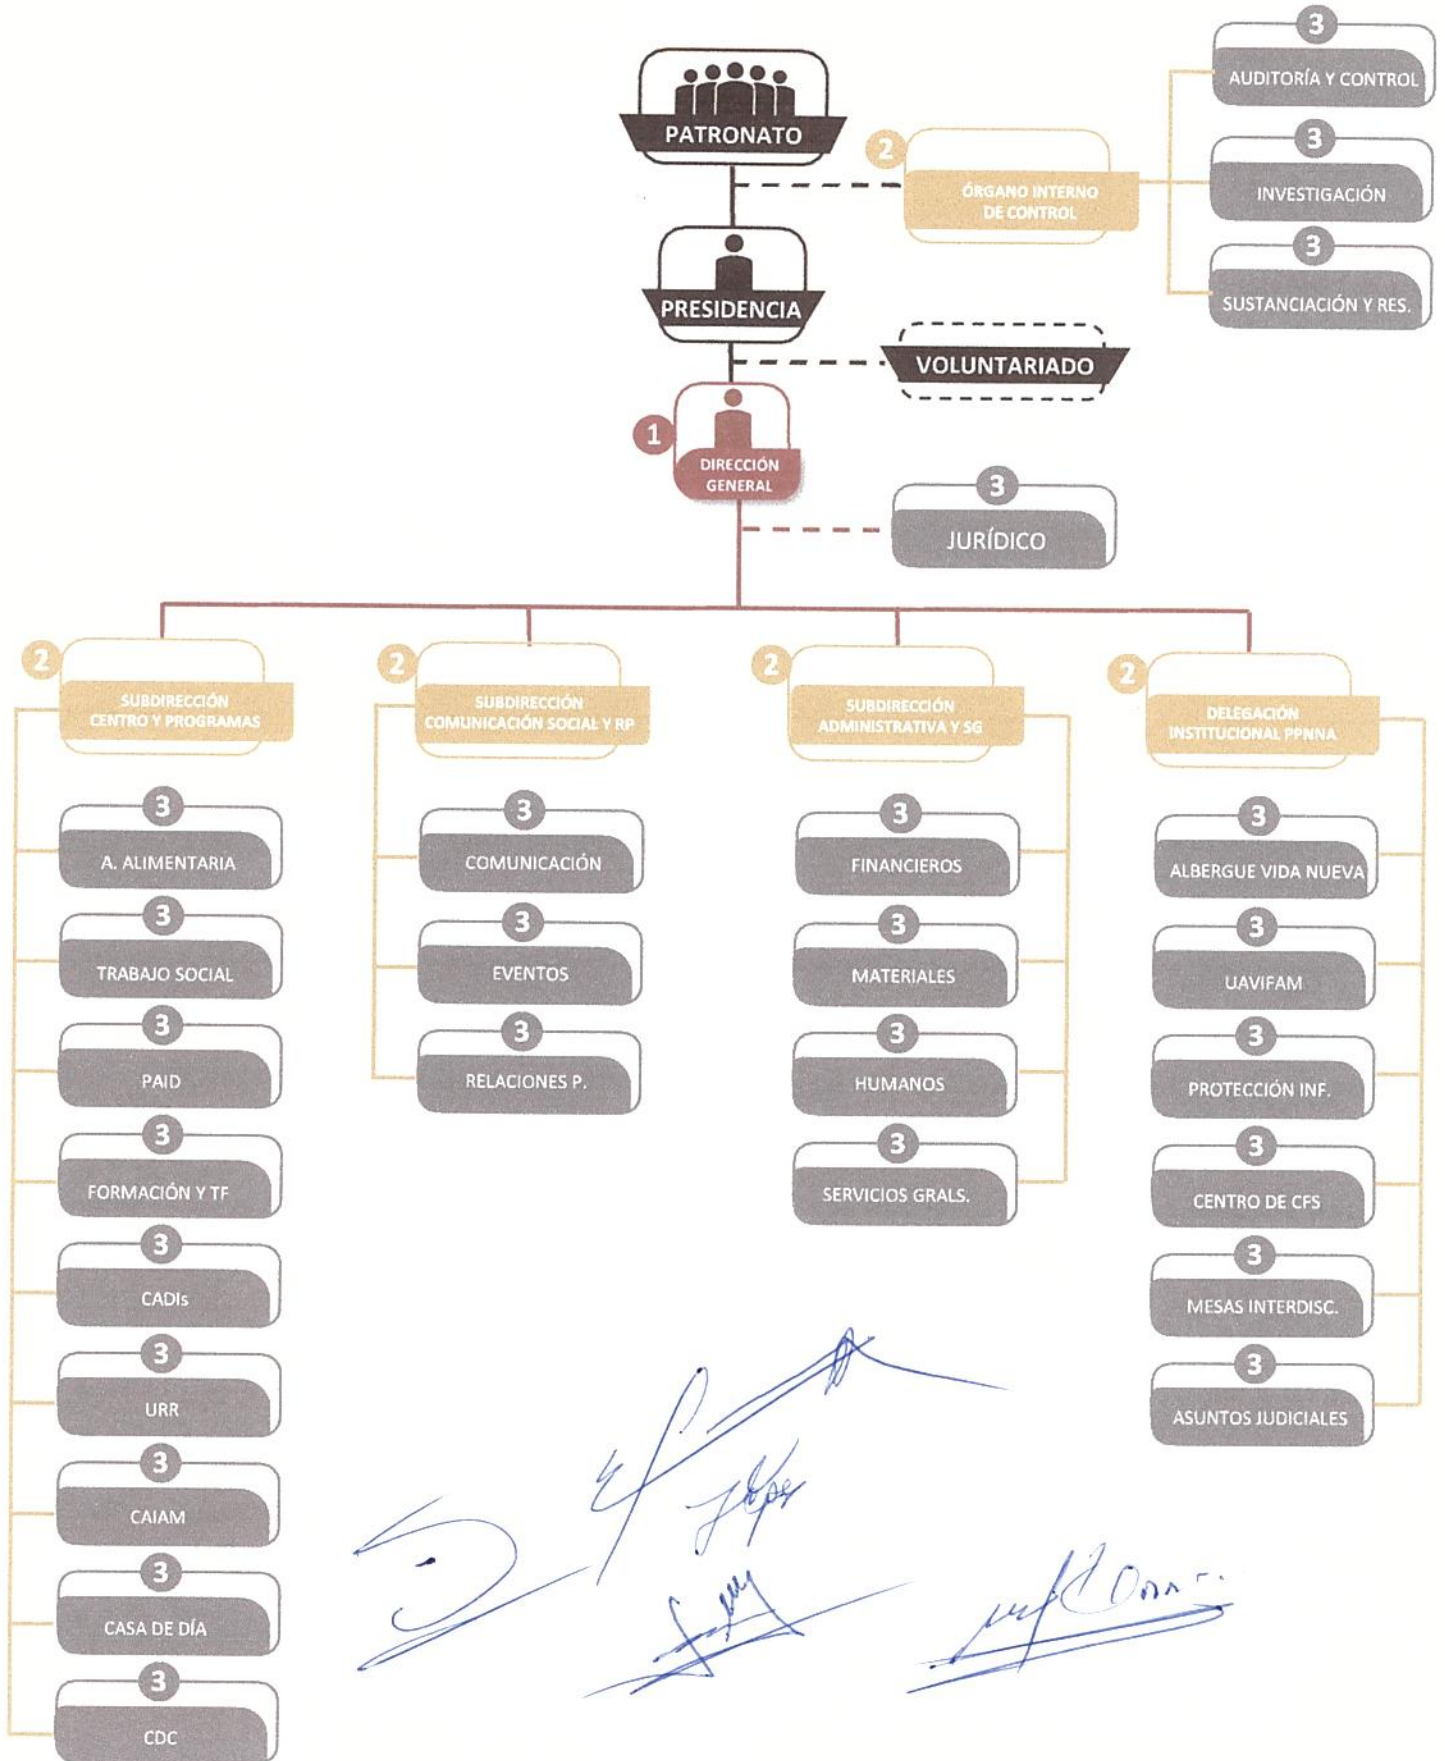 3
AUDITORÍA Y CONTROL
PATRONATO
2
ÓRGANO INTERNO
DE CONTROL
3
INVESTIGACIÓN
3
SUSTANCIACIÓN Y RES.
PRESIDENCIA
VOLUNTARIADO
1
DIRECCIÓN
GENERAL
3
JURÍDICO
2
SUBDIRECCIÓN
CENTRO Y PROGRAMAS
3
A. ALIMENTARIA
3
TRABAJO SOCIAL
3
PAID
3
FORMACIÓN Y TF
3
CADIs
3
URR
3
CAIAM
3
CASA DE DÍA
3
CDC
2
SUBDIRECCIÓN
COMUNICACIÓN SOCIAL Y RP
3
COMUNICACIÓN
3
EVENTOS
3
RELACIONES P.
2
SUBDIRECCIÓN
ADMINISTRATIVA Y SG
3
FINANCIEROS
3
MATERIALES
3
HUMANOS
3
SERVICIOS GRALS.
2
DELEGACIÓN
INSTITUCIONAL PPNNA
3
ALBERGUE VIDA NUEVA
3
UAVIFAM
3
PROTECCIÓN INF.
3
CENTRO DE CFS
3
MESAS INTERDISC.
3
ASUNTOS JUDICIALES